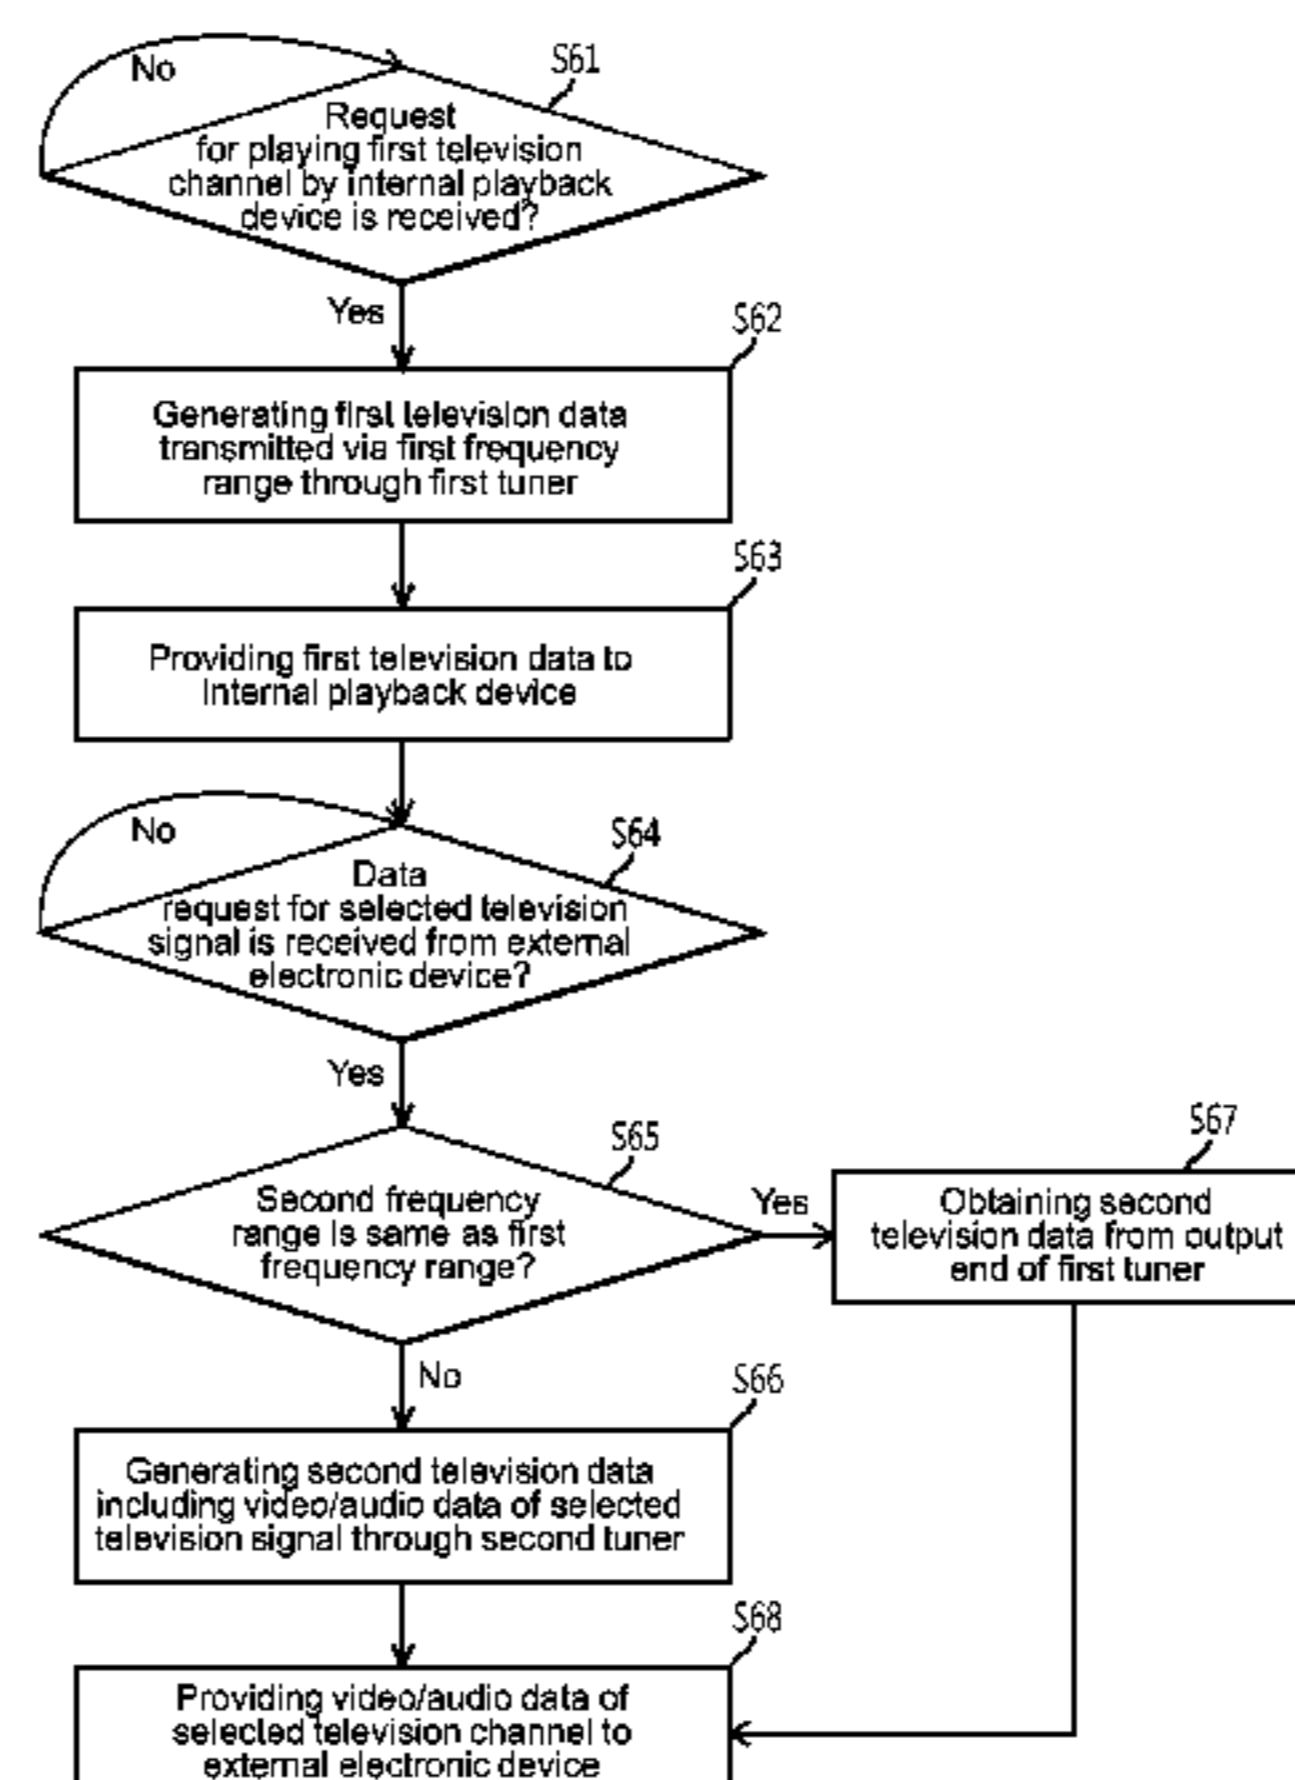 No
S61
Request
for playing first television
channel by internal playback
device is received?
Yes
S62
Generating first television data
transmitted via first frequency
range through first tuner
S63
Providing first television data to
internal playback device
No
S64
Data
request for selected television
signal is received from external
electronic device?
Yes
S65
Second frequency
range is same as first
frequency range?
Yes
S67
Obtaining second
television data from output
end of first tuner
No
S66
Generating second television data
including video/audio data of selected
television signal through second tuner
S68
Providing video/audio data of
selected television channel to
external electronic device